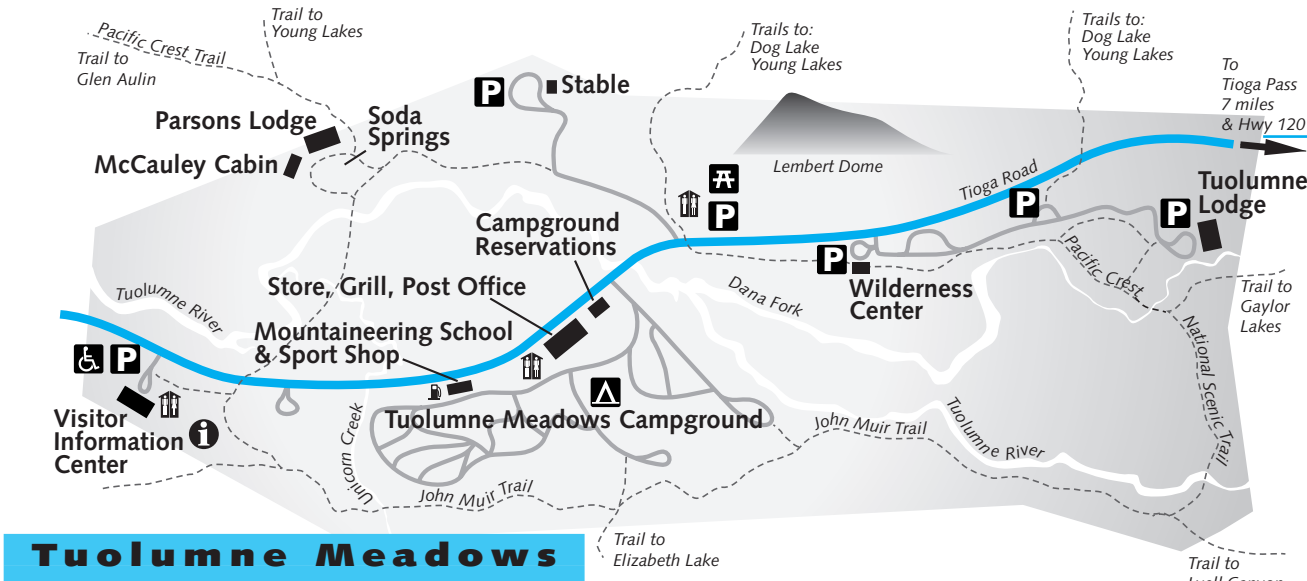 Trail to
Young Lakes
Pacific Crest Trail
Trail to
Glen Aulin
Trails to:
Dog Lake
Young Lakes
Trails to:
Dog Lake
Young Lakes
To
Tioga Pass
7 miles
& Hwy 120
P
Stable
Parsons Lodge
Soda
Springs
McCauley Cabin
Lembert Dome
Tioga Road
P
P
P
Tuolumne
Lodge
Campground
Reservations
Store, Grill, Post Office
Mountaineering School
& Sport Shop
Tuolumne River
P
Wilderness
Center
Dana Fork
Pacific Crest
National Scenic Trail
Trail to
Gaylor
Lakes
P
Visitor
Information
Center
i
Tuolumne Meadows Campground
Unicorn Creek
John Muir Trail
John Muir Trail
Tuolumne River
Trail to
Elizabeth Lake
Trail to
Lyell Canyon
Tuolumne Meadows